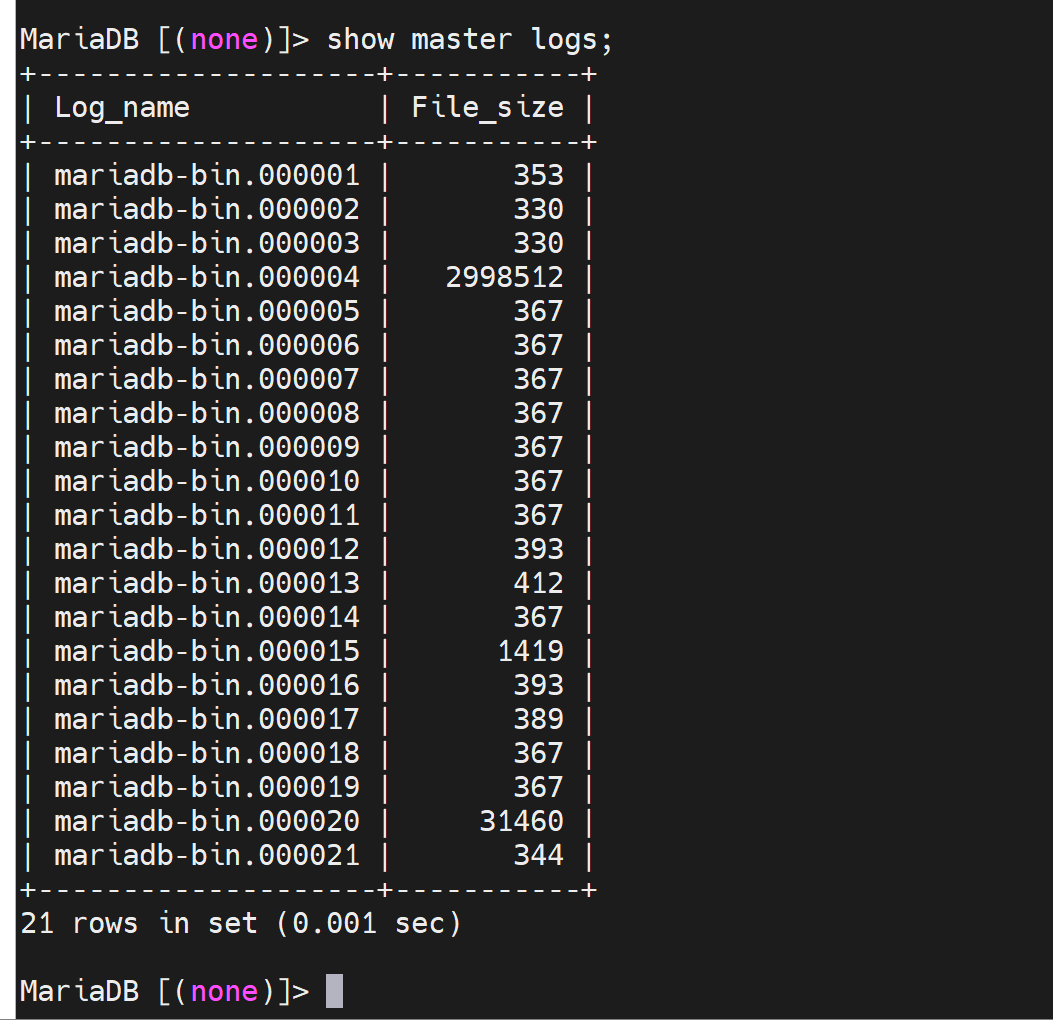 MariaDB [(none)]> show master logs;
+--------------------+-----------+
| Log_name           | File_size |
+--------------------+-----------+
| mariadb-bin.000001 |       353 |
| mariadb-bin.000002 |       330 |
| mariadb-bin.000003 |       330 |
| mariadb-bin.000004 |   2998512 |
| mariadb-bin.000005 |       367 |
| mariadb-bin.000006 |       367 |
| mariadb-bin.000007 |       367 |
| mariadb-bin.000008 |       367 |
| mariadb-bin.000009 |       367 |
| mariadb-bin.000010 |       367 |
| mariadb-bin.000011 |       367 |
| mariadb-bin.000012 |       393 |
| mariadb-bin.000013 |       412 |
| mariadb-bin.000014 |       367 |
| mariadb-bin.000015 |      1419 |
| mariadb-bin.000016 |       393 |
| mariadb-bin.000017 |       389 |
| mariadb-bin.000018 |       367 |
| mariadb-bin.000019 |       367 |
| mariadb-bin.000020 |     31460 |
| mariadb-bin.000021 |       344 |
+--------------------+-----------+
21 rows in set (0.001 sec)
MariaDB [(none)]>